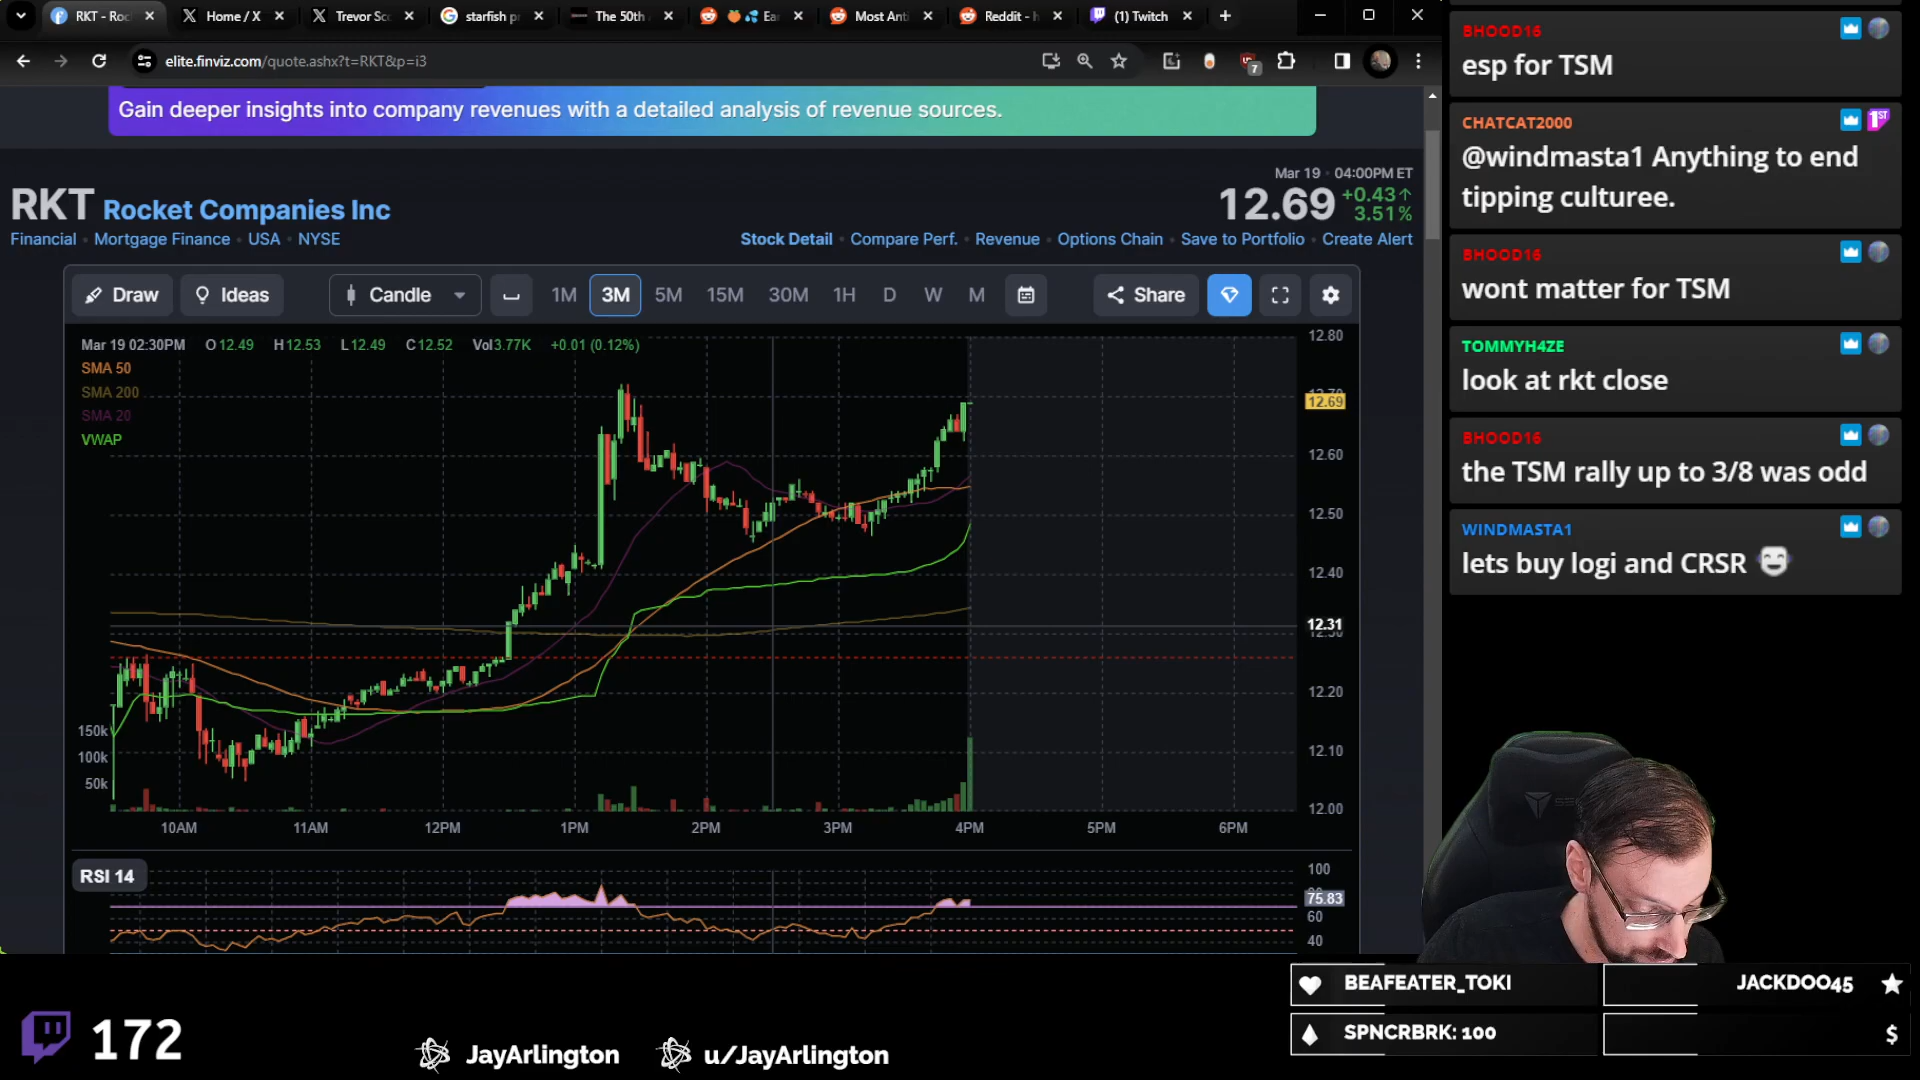 RKT - Roc
Home / X
Trevor Sc
starfish p
The 50th
Ear
Most Anti
Reddit - h
(1) Twitch
elite.finviz.com/quote.ashx?t=RKT&p=i3
7
Gain deeper insights into company revenues with a detailed analysis of revenue sources.
Mar 19 · 04:00PM ET
RKT Rocket Companies Inc
12.69
+0.43↑
3.51%
Financial • Mortgage Finance • USA • NYSE
Stock Detail • Compare Perf. • Revenue • Options Chain • Save to Portfolio • Create Alert
Draw
Ideas
Candle
1M 3M 5M 15M 30M 1H D W M
Share
Mar 19 02:30PM O12.49 H12.53 L12.49 C12.52 Vol3.77K +0.01 (0.12%)
SMA 50
SMA 200
SMA 20
VWAP
12.80
12.69
12.60
12.50
12.40
12.31
12.20
12.10
12.00
150k
100k
50k
10AM 11AM 12PM 1PM 2PM 3PM 4PM 5PM 6PM
RSI 14
100
75.83
60
40
BHOOD16
esp for TSM
CHATCAT2000
1ST
@windmasta1 Anything to end
tipping culturee.
BHOOD16
wont matter for TSM
TOMMYH4ZE
look at rkt close
BHOOD16
the TSM rally up to 3/8 was odd
WINDMASTA1
lets buy logi and CRSR
BEAFEATER_TOKI
JACKDOO45
SPNCRBRK: 100
$
172
JayArlington
u/JayArlington